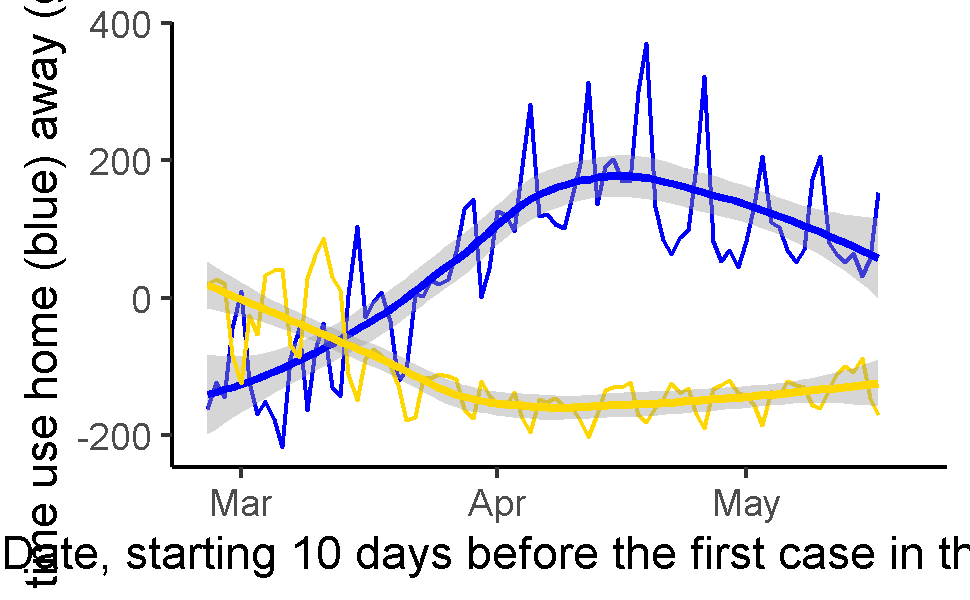 time use home (blue) away (
400
200
0
-200
Mar Apr May
Date, starting 10 days before the first case in th